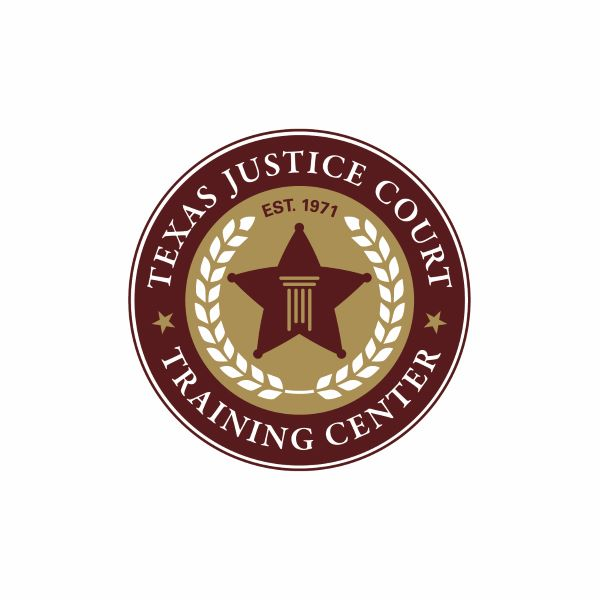 TEXAS JUSTICE COURT
EST. 1971
TRAINING CENTER